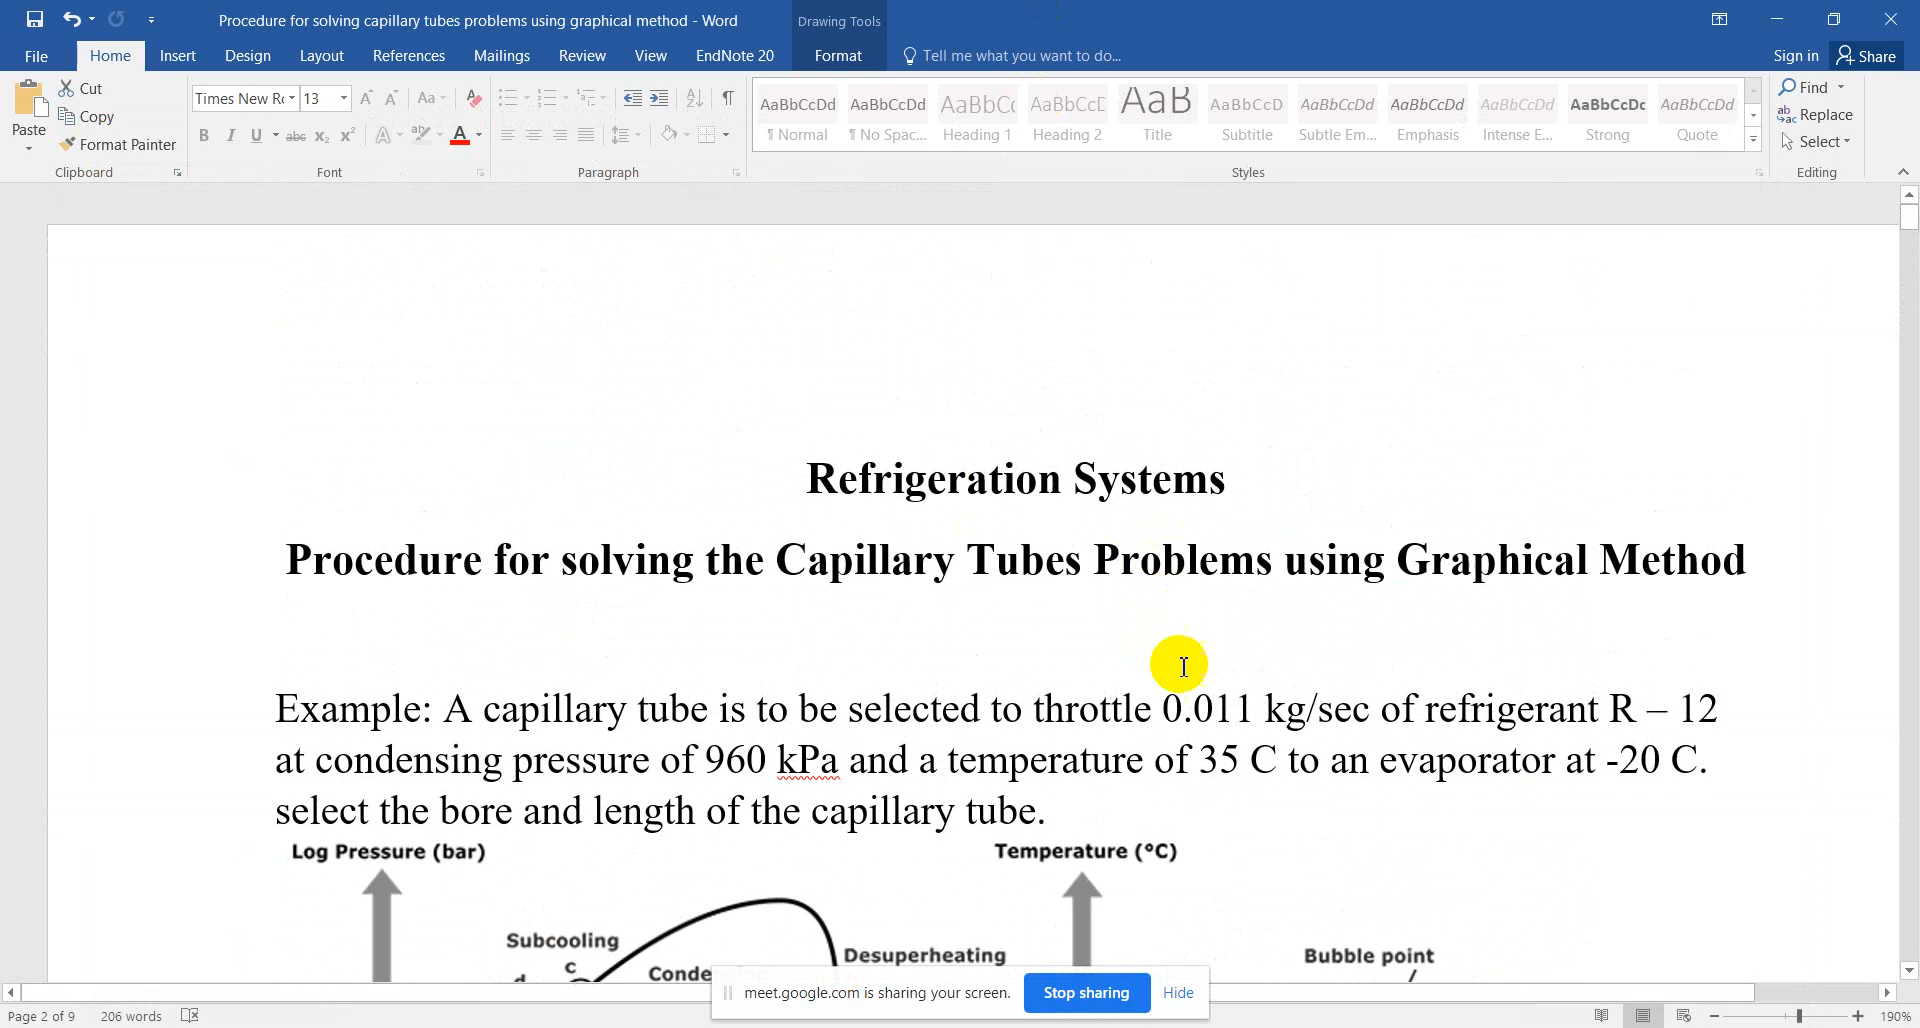 Procedure for solving capillary tubes problems using graphical method - Word
Drawing Tools
File Home Insert Design Layout References Mailings Review View EndNote 20 Format Tell me what you want to do... Sign in Share
Paste
Cut
Copy
Format Painter
Clipboard
Times New Ro 13
Font
Paragraph
AaBbCcDd ¶ Normal
AaBbCcDd ¶ No Spac...
AaBbCc Heading 1
AaBbCcE Heading 2
AaB Title
AaBbCcD Subtitle
AaBbCcDd Subtle Em...
AaBbCcDd Emphasis
AaBbCcDd Intense E...
AaBbCcDc Strong
AaBbCcDd Quote
Styles
Find
Replace
Select
Editing
Refrigeration Systems
Procedure for solving the Capillary Tubes Problems using Graphical Method
Example: A capillary tube is to be selected to throttle 0.011 kg/sec of refrigerant R – 12
at condensing pressure of 960 kPa and a temperature of 35 C to an evaporator at -20 C.
select the bore and length of the capillary tube.
Log Pressure (bar)
Temperature (°C)
Subcooling
c
Desuperheating
Bubble point
meet.google.com is sharing your screen. Stop sharing Hide
Page 2 of 9 206 words 190%